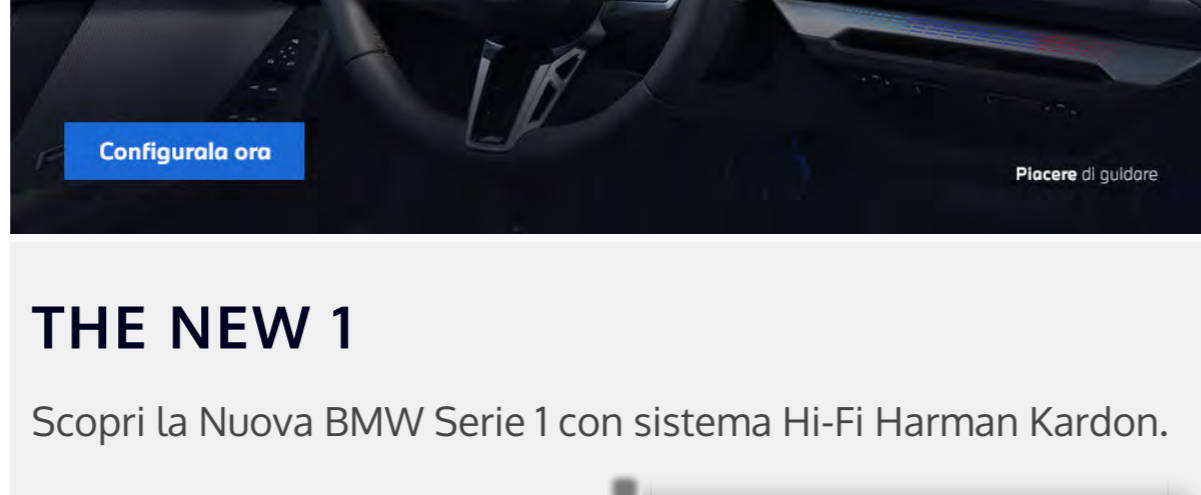 Configurala ora
Piacere di guidare
THE NEW 1
Scopri la Nuova BMW Serie 1 con sistema Hi-Fi Harman Kardon.